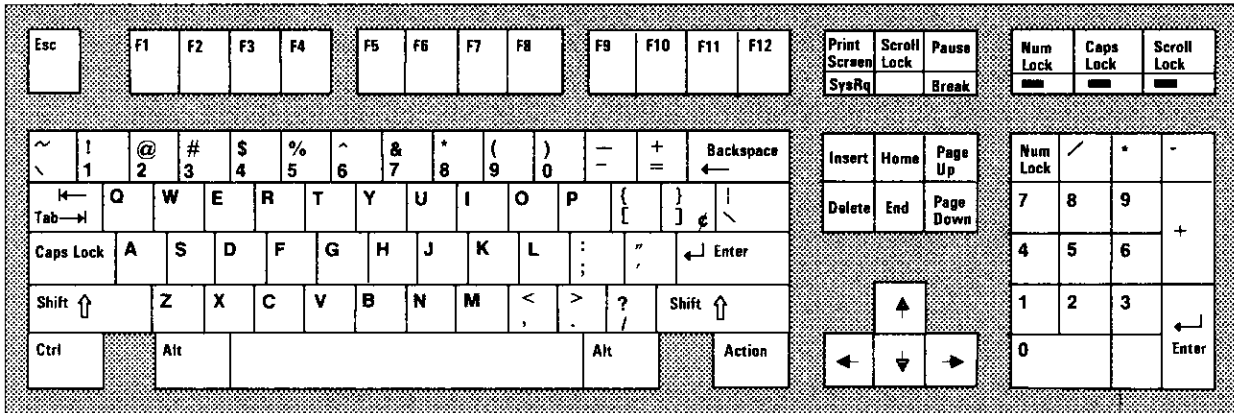 Esc F1 F2 F3 F4 F5 F6 F7 F8 F9 F10 F11 F12 Print Screen Scroll Lock Pause Num Lock Caps Lock Scroll Lock
SysRq Break
~ ! @ # $ % ^ & * ( ) — + Backspace
\ 1 2 3 4 5 6 7 8 9 0 - = ←
Insert Home Page Up
Num Lock / * -
Tab Q W E R T Y U I O P { [ } ] ¢ ¦ \
Delete End Page Down
7 8 9 +
Caps Lock A S D F G H J K L : ; " ' Enter
4 5 6
Shift Z X C V B N M < , > . ? / Shift
1 2 3 Enter
Ctrl Alt Alt Action
0